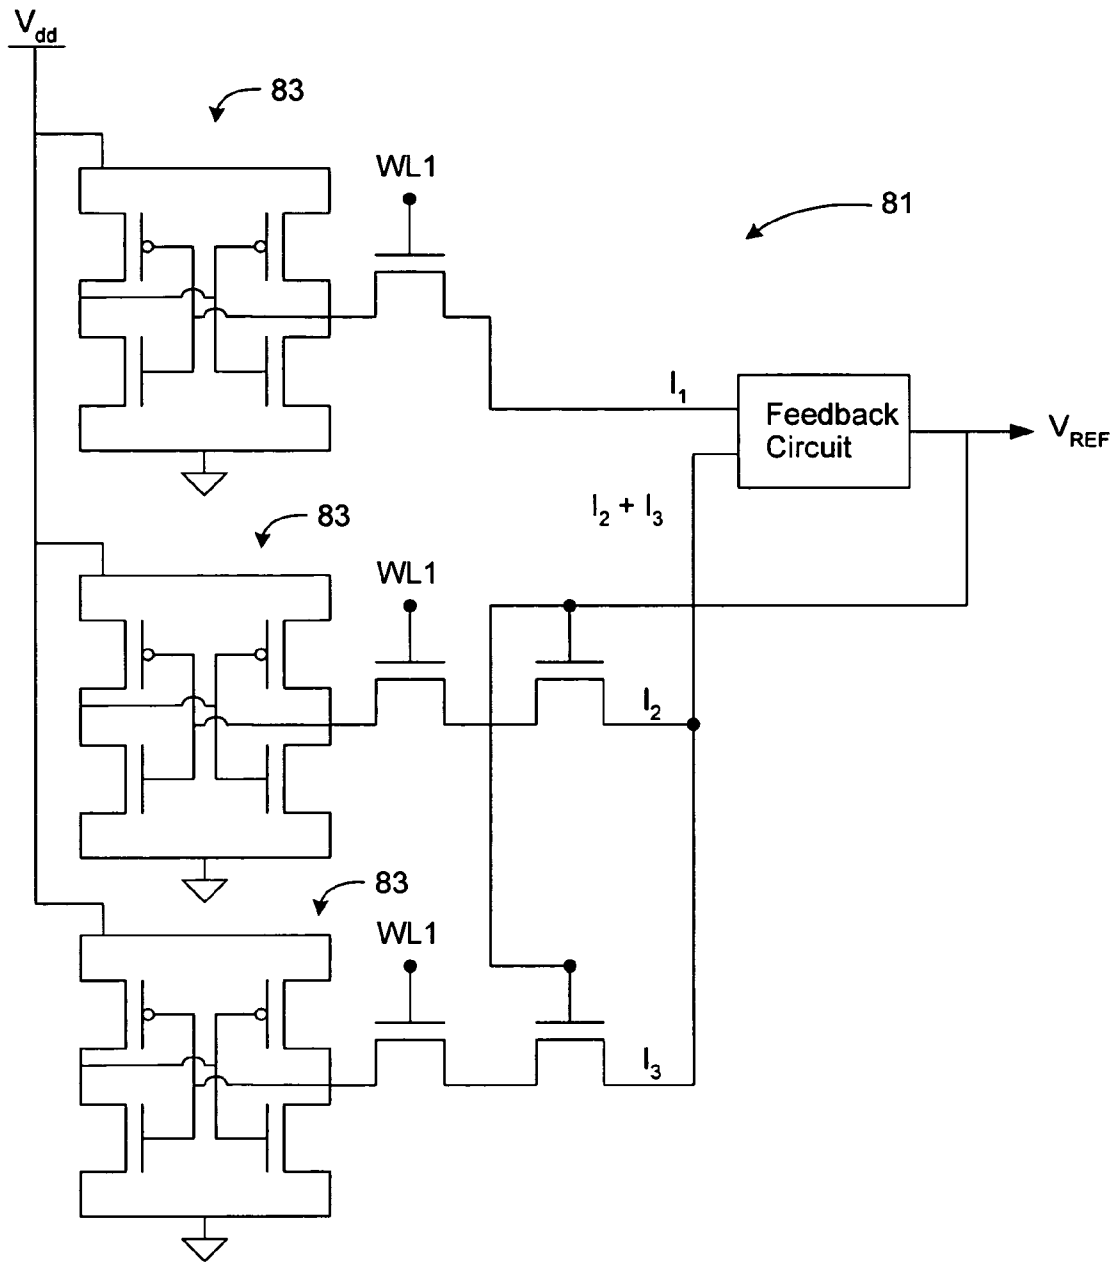 Vdd
83
WL1
81
I1
Feedback
Circuit
VREF
I2 + I3
83
WL1
I2
83
WL1
I3